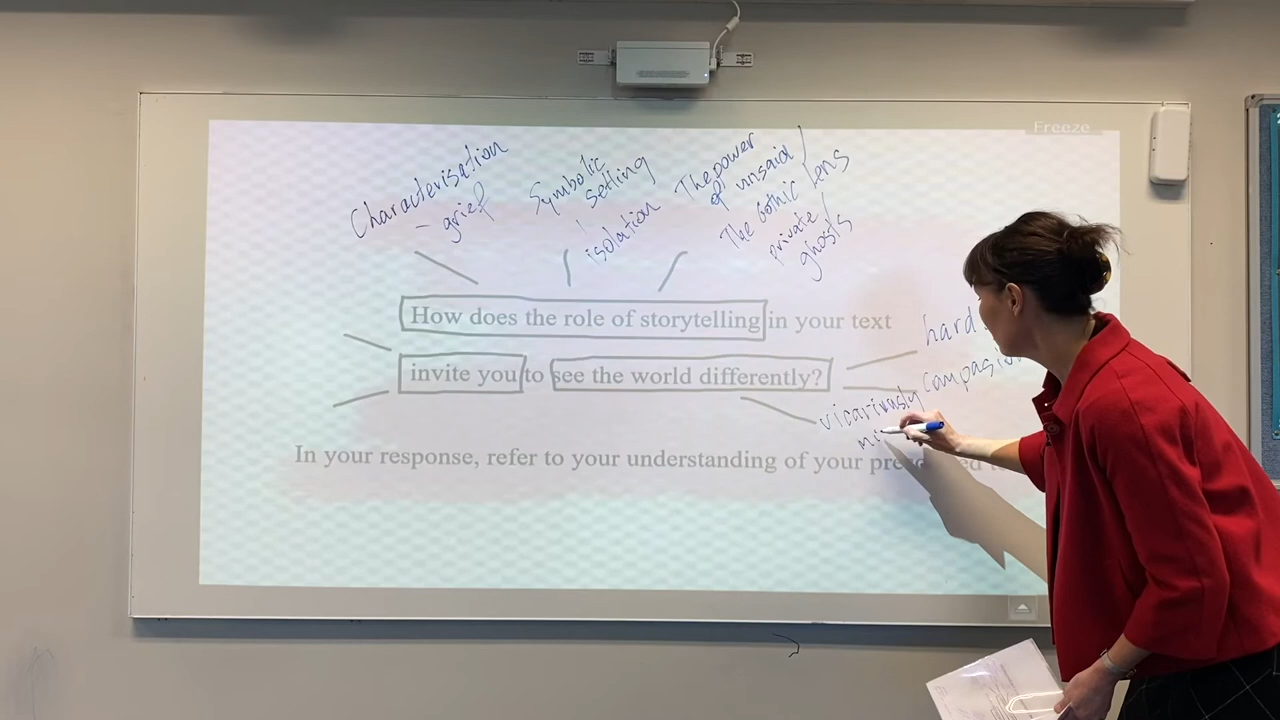 Freeze
Characterisation
- grief
Symbolic
setting
isolation
The power
of unsaid/
The Gothic lens
private/
ghosts
How does the role of storytelling in your text
invite you to see the world differently?
hard
compassion
vicariously
In your response, refer to your understanding of your